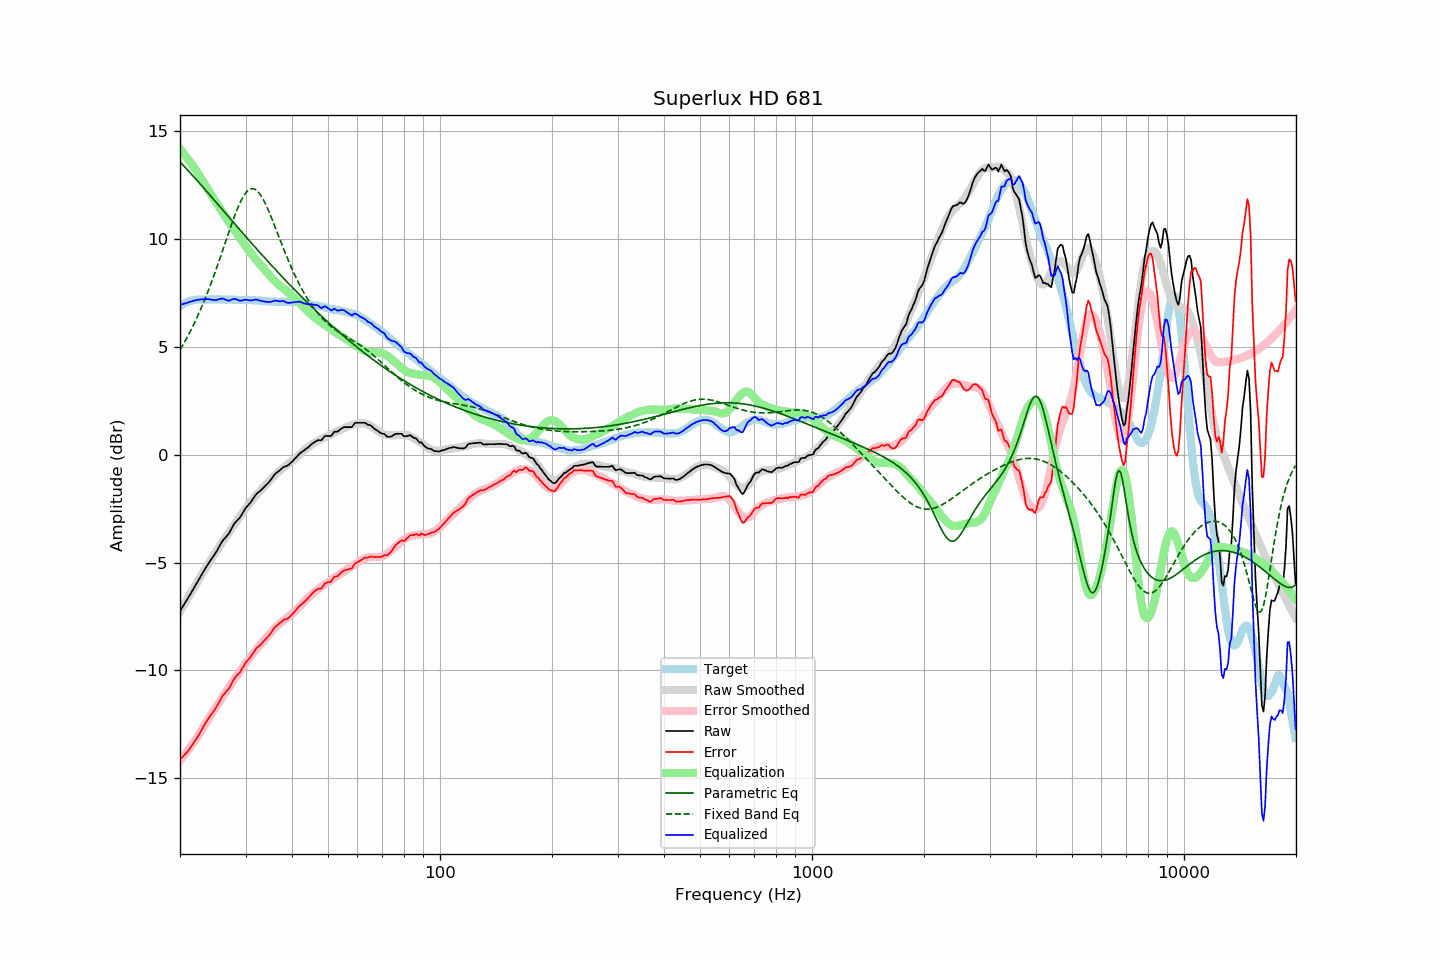 Superlux HD 681
Amplitude (dBr)
15
10
5
0
−5
−10
−15
Target
Raw Smoothed
Error Smoothed
Raw
Error
Equalization
Parametric Eq
Fixed Band Eq
Equalized
100
1000
10000
Frequency (Hz)